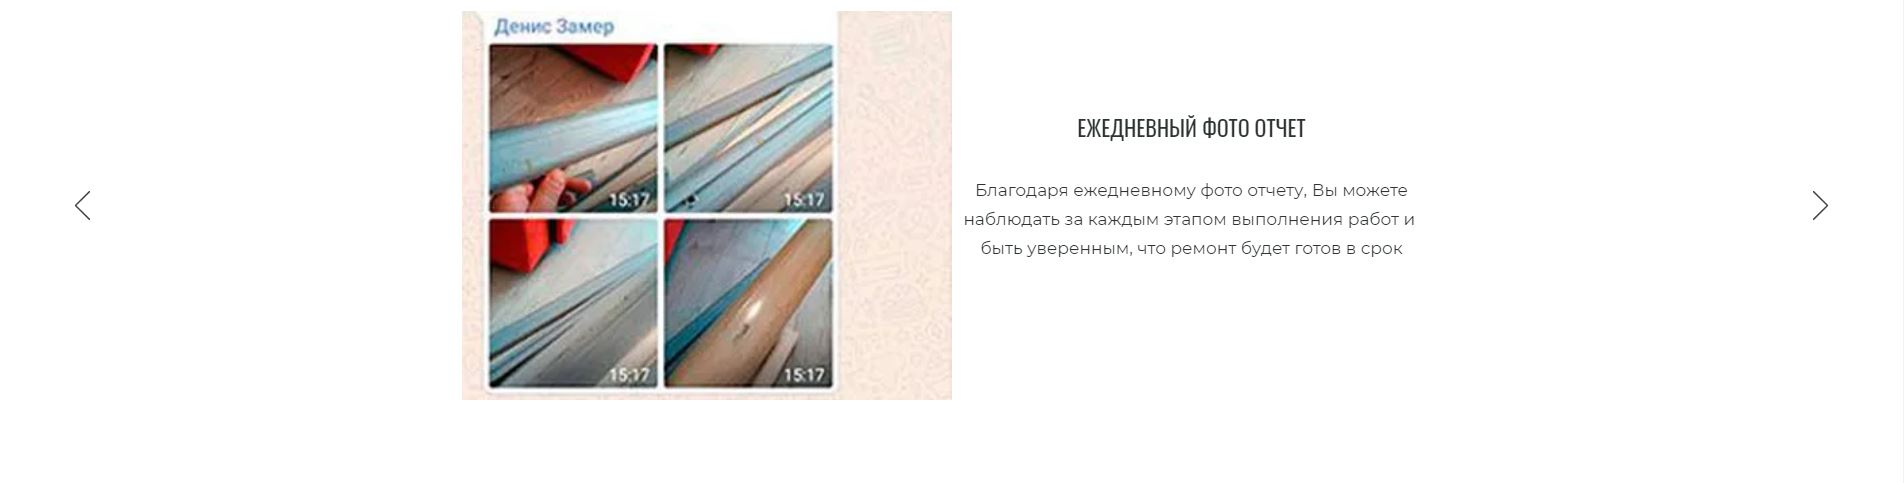 Денис Замер
15:17
15:17
15:17
15:17
ЕЖЕДНЕВНЫЙ ФОТО ОТЧЕТ
Благодаря ежедневному фото отчету, Вы можете
наблюдать за каждым этапом выполнения работ и
быть уверенным, что ремонт будет готов в срок